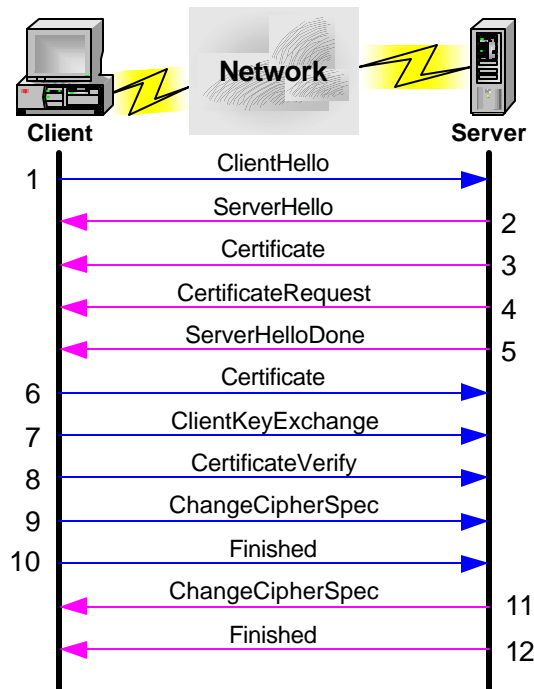 Network
Client
Server
1
ClientHello
ServerHello
2
Certificate
3
CertificateRequest
4
ServerHelloDone
5
6
Certificate
7
ClientKeyExchange
8
CertificateVerify
9
ChangeCipherSpec
10
Finished
ChangeCipherSpec
11
Finished
12